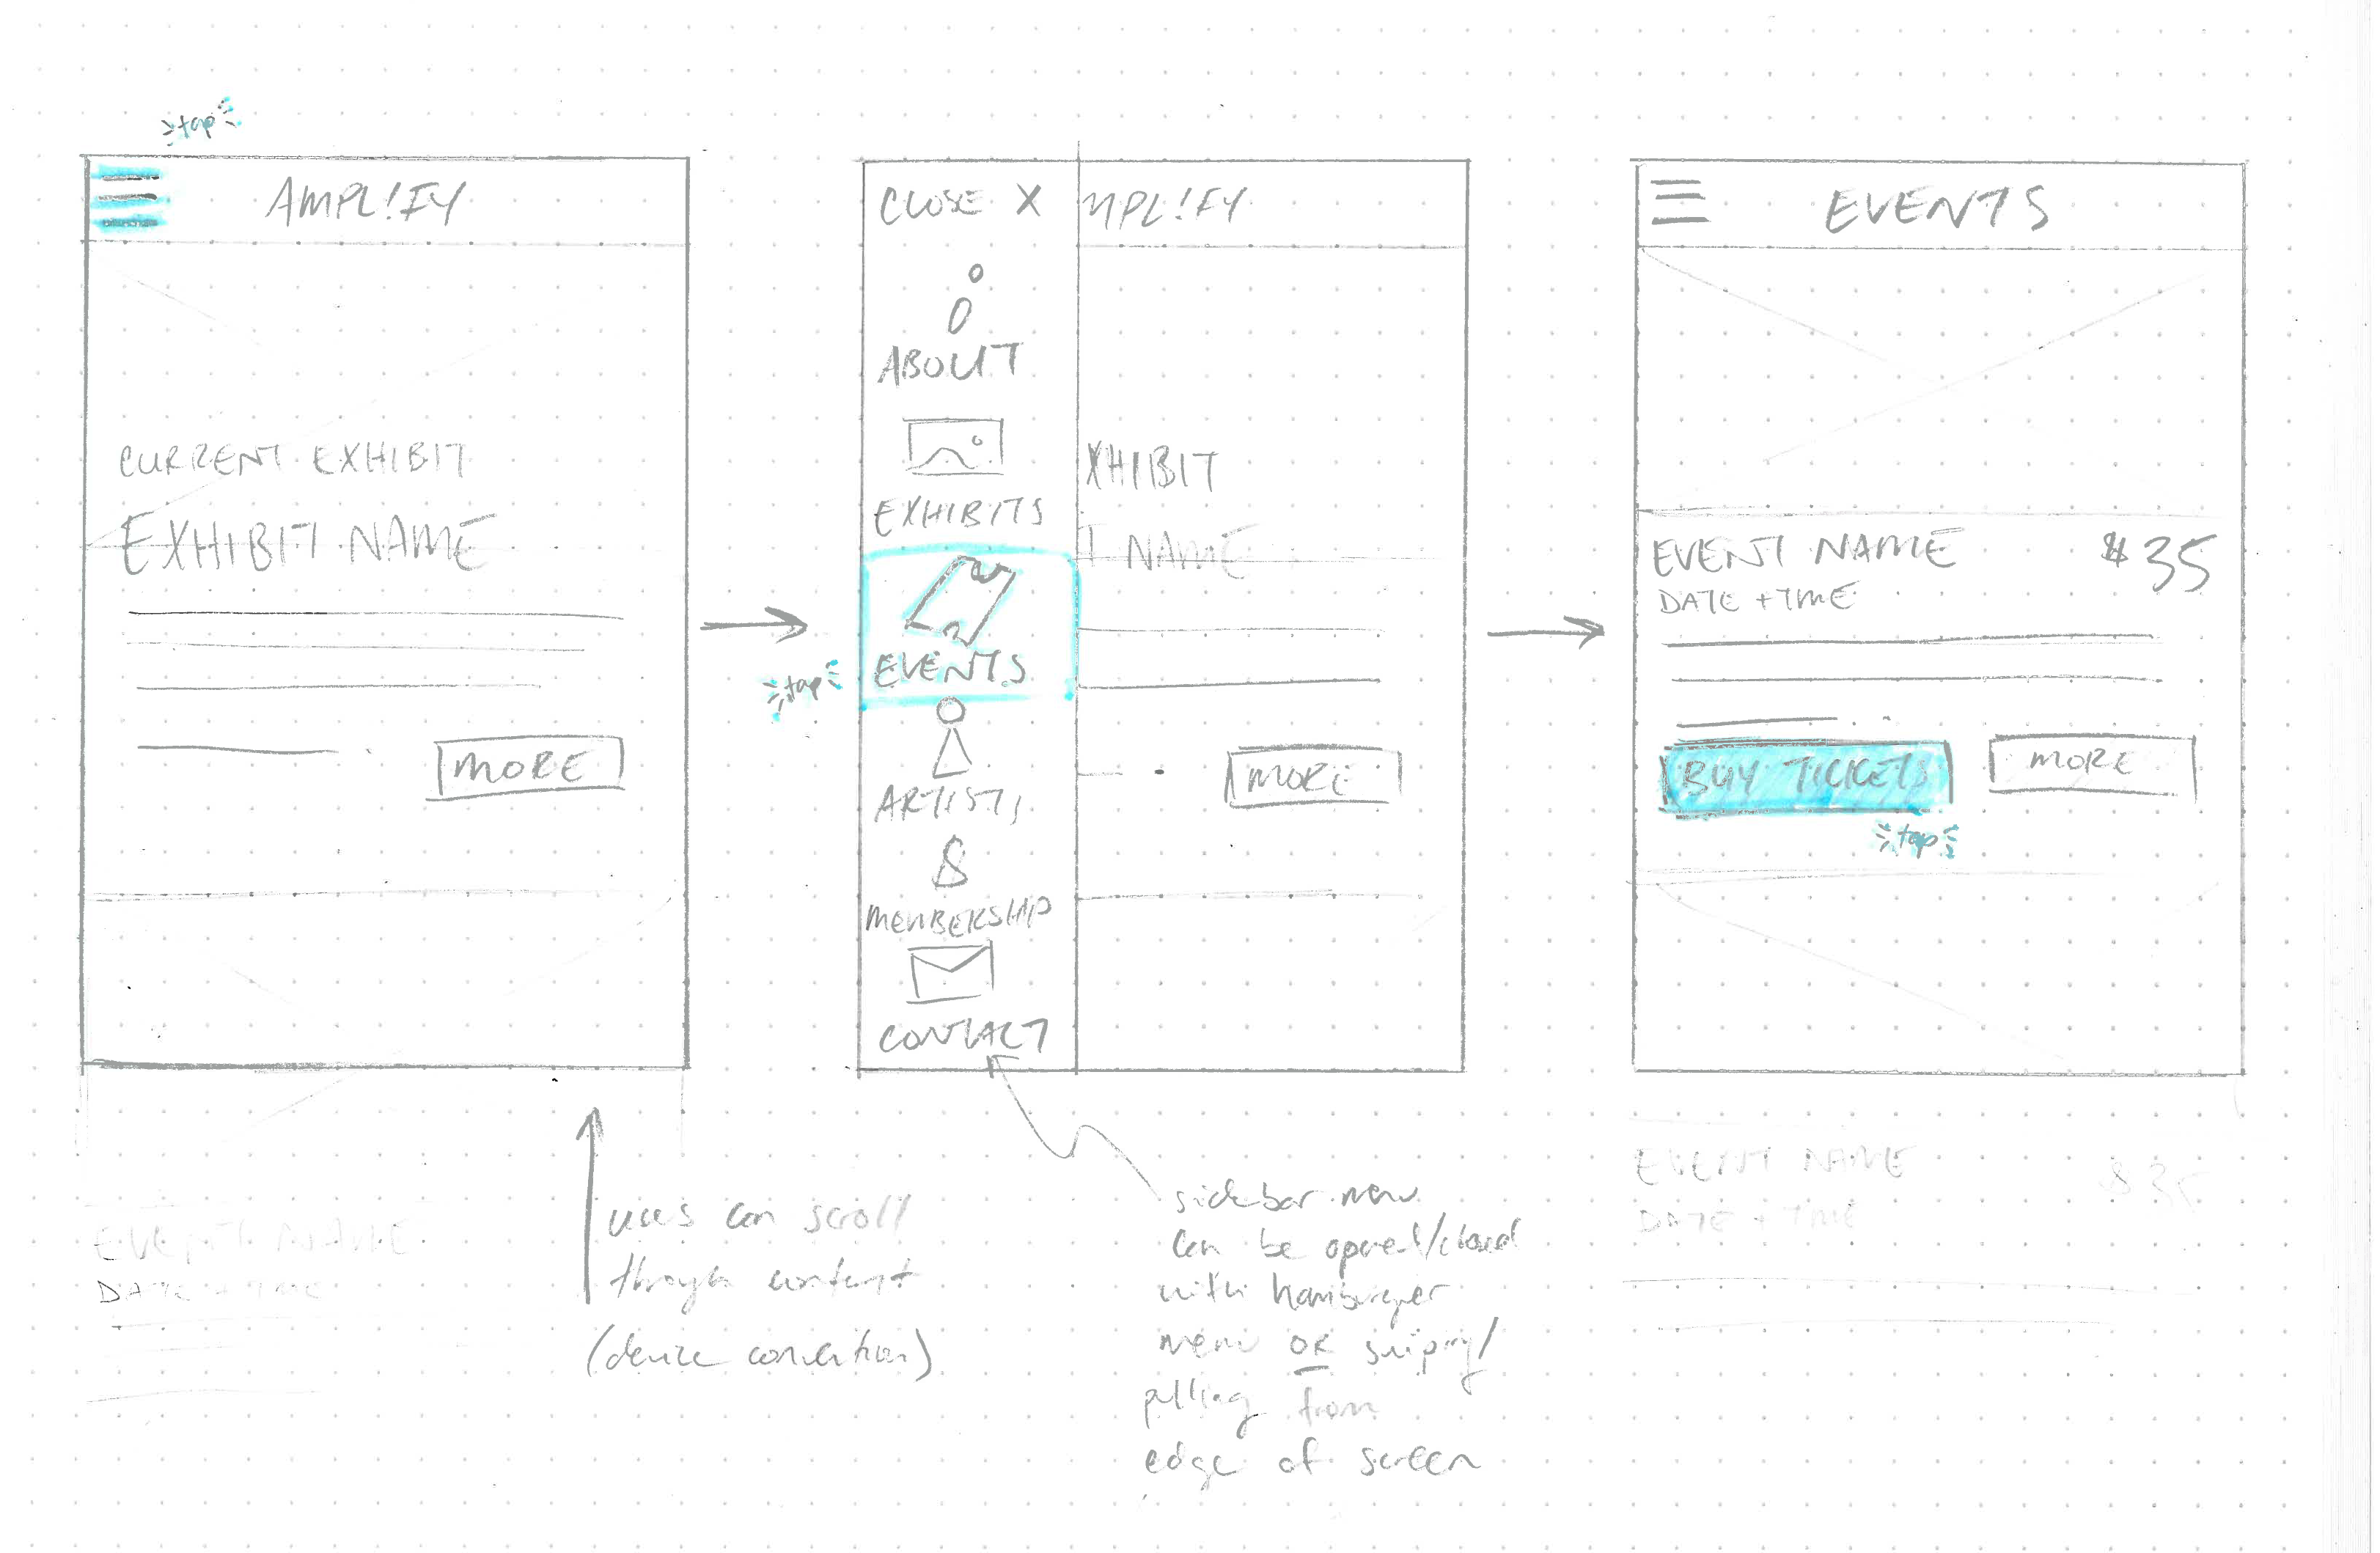 tap
AMPL!FY
CURRENT EXHIBIT
EXHIBIT NAME
MORE
EVENT NAME
DATE + TIME
users can scroll
through content
(device convention)
tap
CLOSE X
ABOUT
EXHIBITS
EVENTS
ARTISTS
$
MEMBERSHIP
CONTACT
MPL!FY
XHIBIT
T NAME
MORE
sidebar menu
can be opened/closed
with hamburger
menu OR swiping/
pulling from
edge of screen
EVENTS
EVENT NAME $35
DATE + TIME
BUY TICKETS MORE
tap
EVENT NAME $35
DATE + TIME